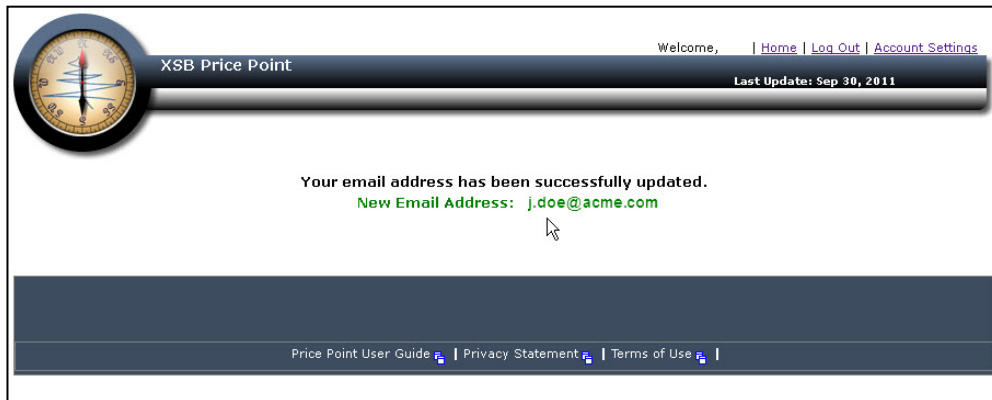 Welcome, | Home | Log Out | Account Settings
XSB Price Point
Last Update: Sep 30, 2011
Your email address has been successfully updated.
New Email Address: j.doe@acme.com
Price Point User Guide | Privacy Statement | Terms of Use |